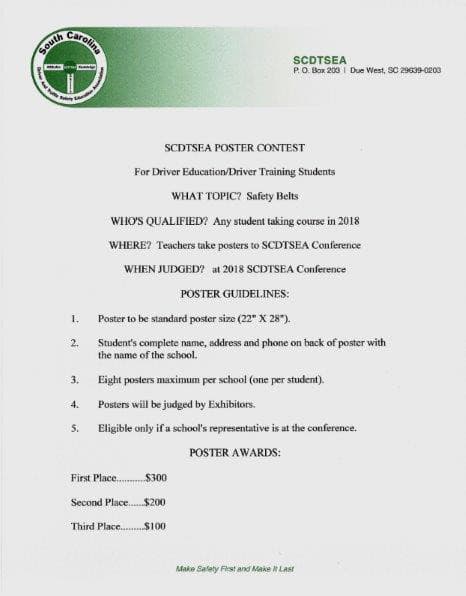 South Carolina
Driver And Traffic Safety Education Association
SCDTSEA
P. O. Box 203 | Due West, SC 29639-0203
SCDTSEA POSTER CONTEST
For Driver Education/Driver Training Students
WHAT TOPIC? Safety Belts
WHO'S QUALIFIED? Any student taking course in 2018
WHERE? Teachers take posters to SCDTSEA Conference
WHEN JUDGED? at 2018 SCDTSEA Conference
POSTER GUIDELINES:
1. Poster to be standard poster size (22" X 28").
2. Student's complete name, address and phone on back of poster with
the name of the school.
3. Eight posters maximum per school (one per student).
4. Posters will be judged by Exhibitors.
5. Eligible only if a school's representative is at the conference.
POSTER AWARDS:
First Place...........$300
Second Place......$200
Third Place.........$100
Make Safety First and Make It Last